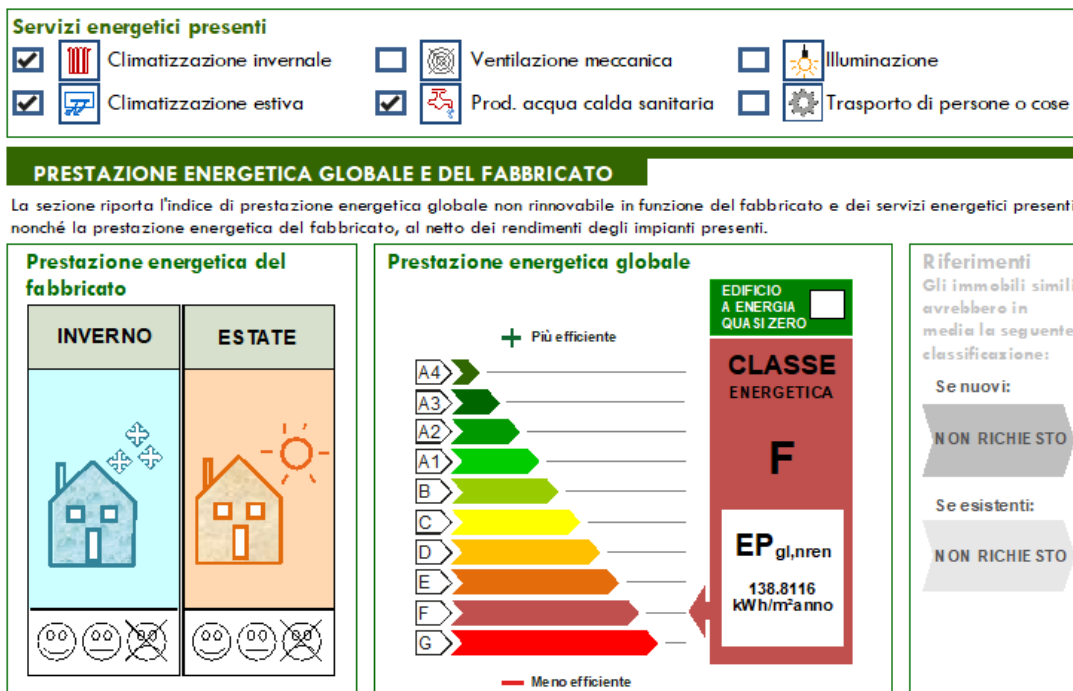 Servizi energetici presenti
Climatizzazione invernale
Ventilazione meccanica
Illuminazione
Climatizzazione estiva
Prod. acqua calda sanitaria
Trasporto di persone o cose
PRESTAZIONE ENERGETICA GLOBALE E DEL FABBRICATO
La sezione riporta l'indice di prestazione energetica globale non rinnovabile in funzione del fabbricato e dei servizi energetici presenti
nonché la prestazione energetica del fabbricato, al netto dei rendimenti degli impianti presenti.
Prestazione energetica del
fabbricato
INVERNO
ESTATE
Prestazione energetica globale
Più efficiente
A4
A3
A2
A1
B
C
D
E
F
G
Meno efficiente
EDIFICIO
A ENERGIA
QUASI ZERO
CLASSE
ENERGETICA
F
EPgl,nren
138.8116
kWh/m²anno
Riferimenti
Gli immobili simili
avrebbero in
media la seguente
classificazione:
Se nuovi:
NON RICHIESTO
Se esistenti:
NON RICHIESTO